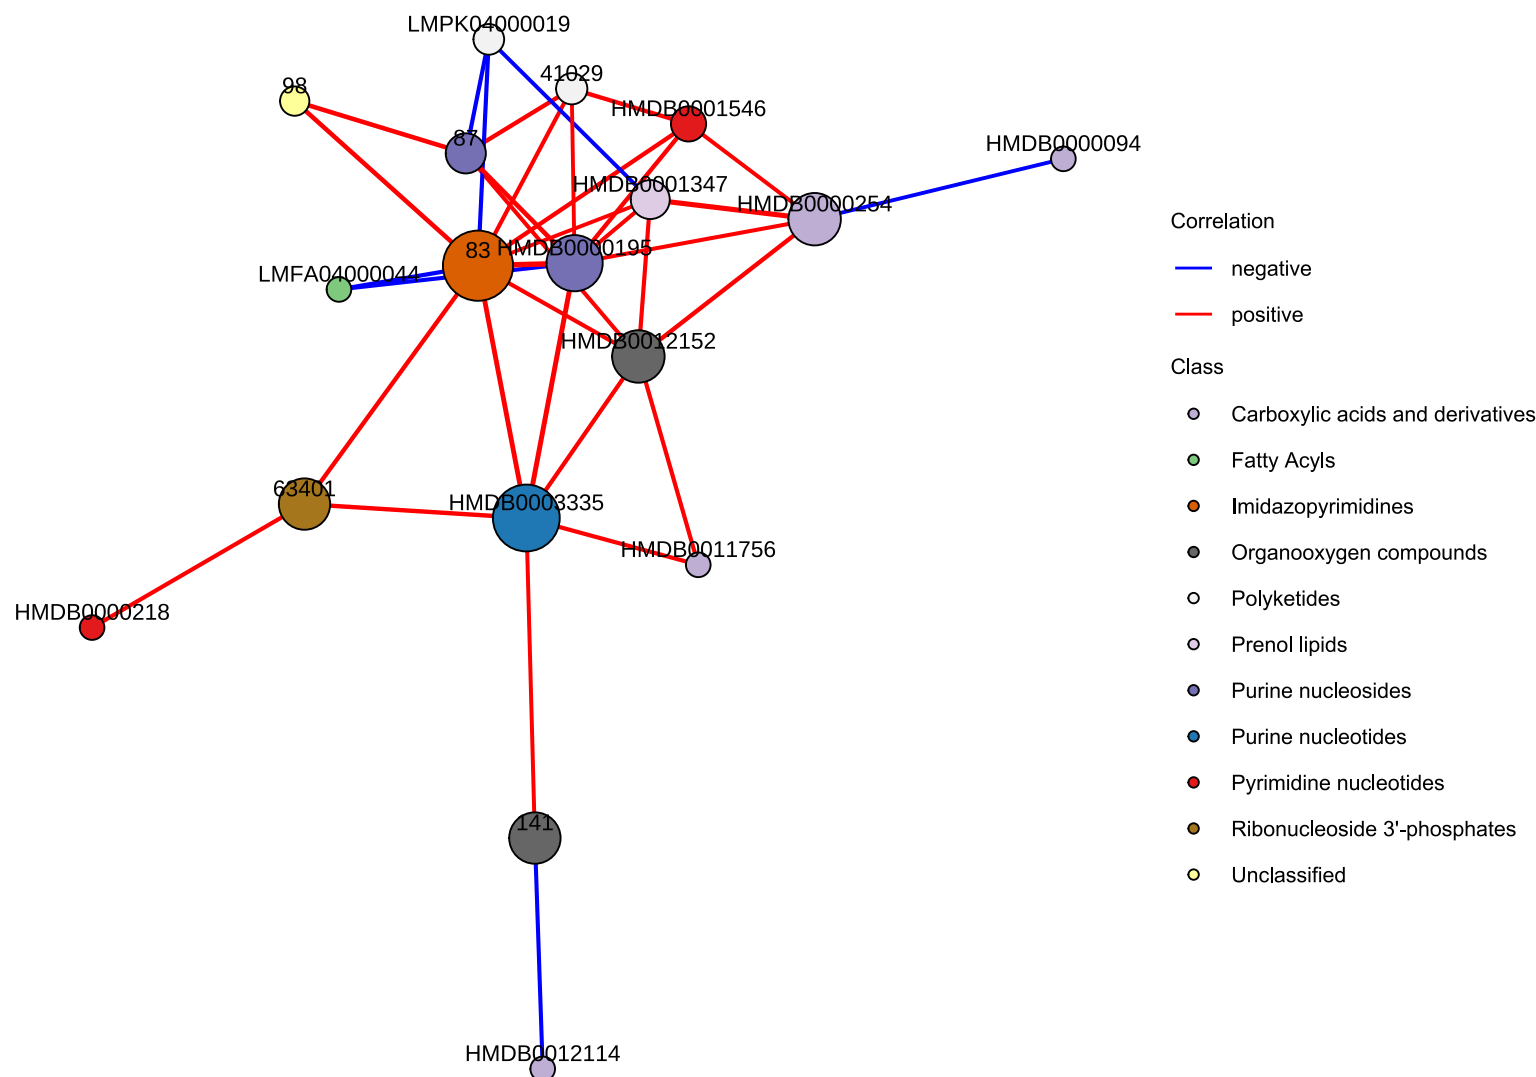 LMPK04000019
41029
98
HMDB0001546
87
HMDB0000094
HMDB0001347
HMDB0000254
83
HMDB0000195
LMFA04000044
HMDB0012152
63401
HMDB0003335
HMDB0011756
HMDB0000218
141
HMDB0012114
Correlation
negative
positive
Class
Carboxylic acids and derivatives
Fatty Acyls
Imidazopyrimidines
Organooxygen compounds
Polyketides
Prenol lipids
Purine nucleosides
Purine nucleotides
Pyrimidine nucleotides
Ribonucleoside 3'-phosphates
Unclassified